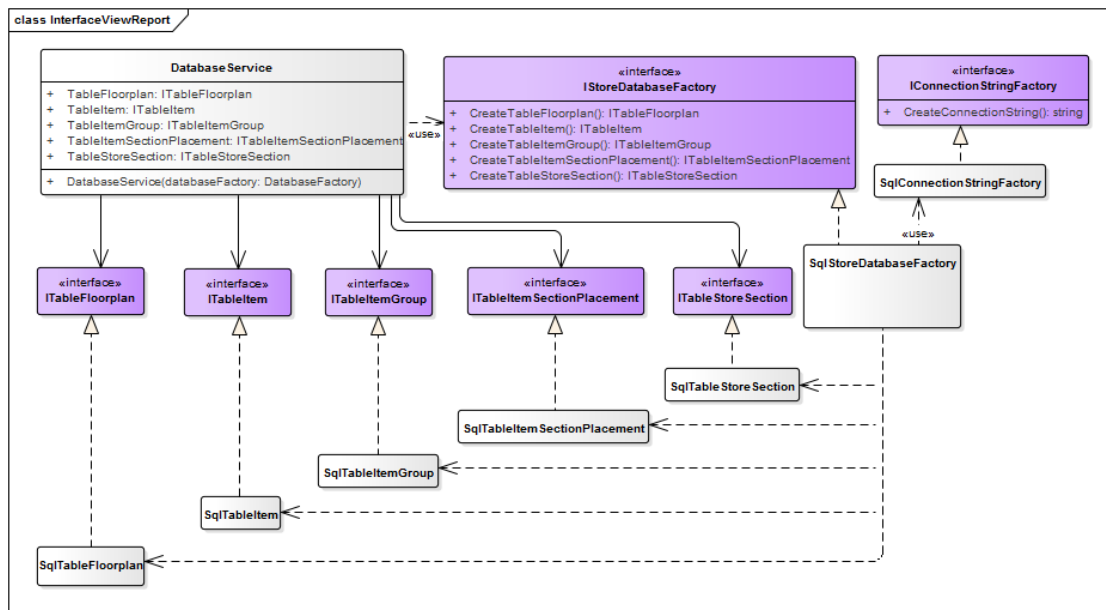 class InterfaceViewReport
DatabaseService
+ TableFloorplan: ITableFloorplan
+ TableItem: ITableItem
+ TableItemGroup: ITableItemGroup
+ TableItemSectionPlacement: ITableItemSectionPlacement
+ TableStoreSection: ITableStoreSection
+ DatabaseService(databaseFactory: DatabaseFactory)
«use»
«interface»
IStoreDatabaseFactory
+ CreateTableFloorplan(): ITableFloorplan
+ CreateTableItem(): ITableItem
+ CreateTableItemGroup(): ITableItemGroup
+ CreateTableItemSectionPlacement(): ITableItemSectionPlacement
+ CreateTableStoreSection(): ITableStoreSection
«interface»
IConnectionStringFactory
+ CreateConnectionString(): string
SqlConnectionStringFactory
«use»
SqlStoreDatabaseFactory
«interface»
ITableFloorplan
«interface»
ITableItem
«interface»
ITableItemGroup
«interface»
ITableItemSectionPlacement
«interface»
ITableStoreSection
SqlTableStoreSection
SqlTableItemSectionPlacement
SqlTableItemGroup
SqlTableItem
SqlTableFloorplan